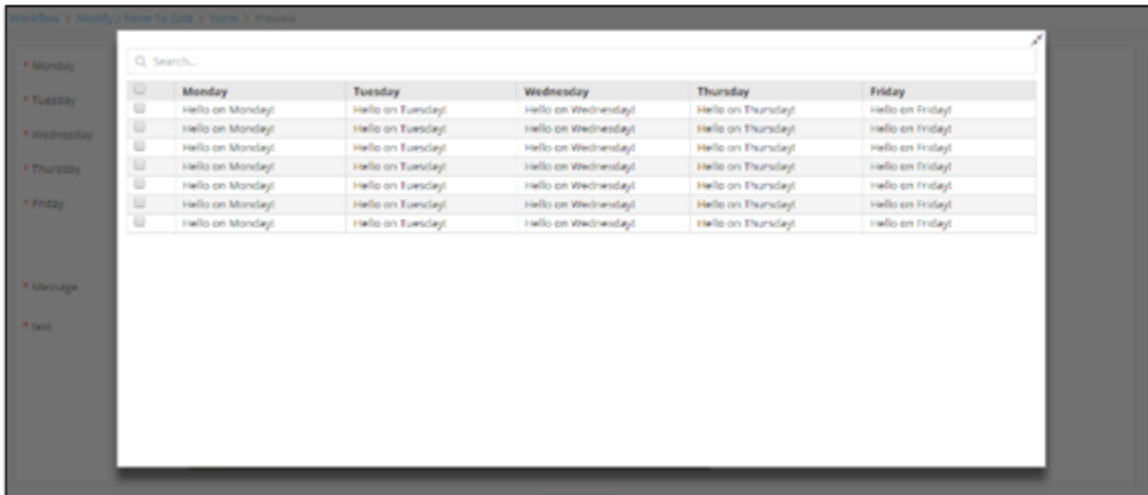 Workflow > Modify :: Form To Grid > Form > Preview
* Monday
* Tuesday
* Wednesday
* Thursday
* Friday
* Message
* test
Search...
Monday Tuesday Wednesday Thursday Friday
Hello on Monday! Hello on Tuesday! Hello on Wednesday! Hello on Thursday! Hello on Friday!
Hello on Monday! Hello on Tuesday! Hello on Wednesday! Hello on Thursday! Hello on Friday!
Hello on Monday! Hello on Tuesday! Hello on Wednesday! Hello on Thursday! Hello on Friday!
Hello on Monday! Hello on Tuesday! Hello on Wednesday! Hello on Thursday! Hello on Friday!
Hello on Monday! Hello on Tuesday! Hello on Wednesday! Hello on Thursday! Hello on Friday!
Hello on Monday! Hello on Tuesday! Hello on Wednesday! Hello on Thursday! Hello on Friday!
Hello on Monday! Hello on Tuesday! Hello on Wednesday! Hello on Thursday! Hello on Friday!